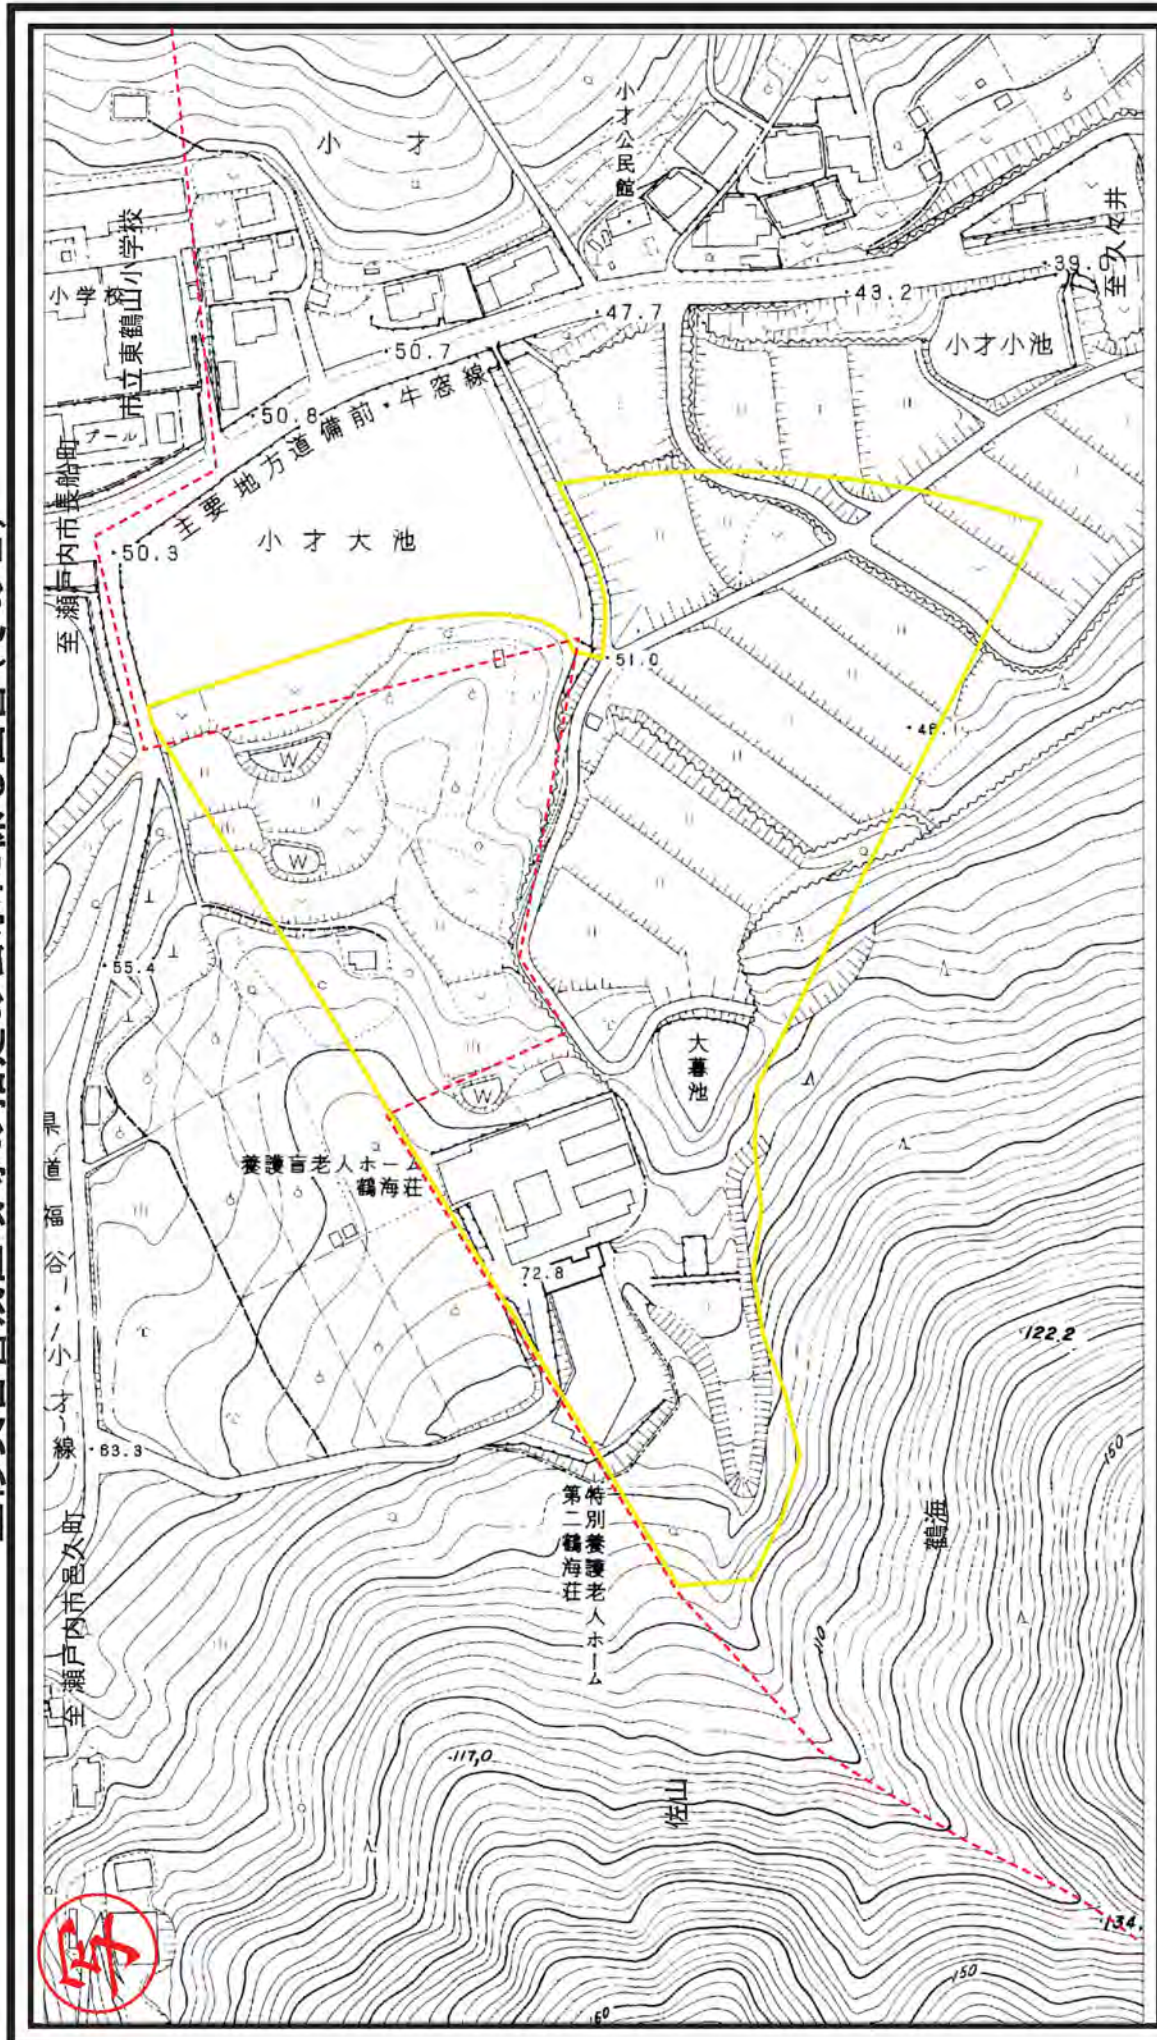 小才
小才公民館
市立東鶴山小学校
小学校
至久々井
39.0
43.2
47.7
小才小池
50.7
50.8
プール
主要地方道備前・牛窓線
至瀬戸内市長船町
50.3
小才大池
51.0
W
W
55.4
大暮池
W
養護盲老人ホーム
鶴海荘
県道福谷・小才線
72.8
122.2
63.3
150
特別養護老人ホーム
第二鶴海荘
鶴海
至瀬戸内市邑久町
110
117.0
佐山
134.
150
写